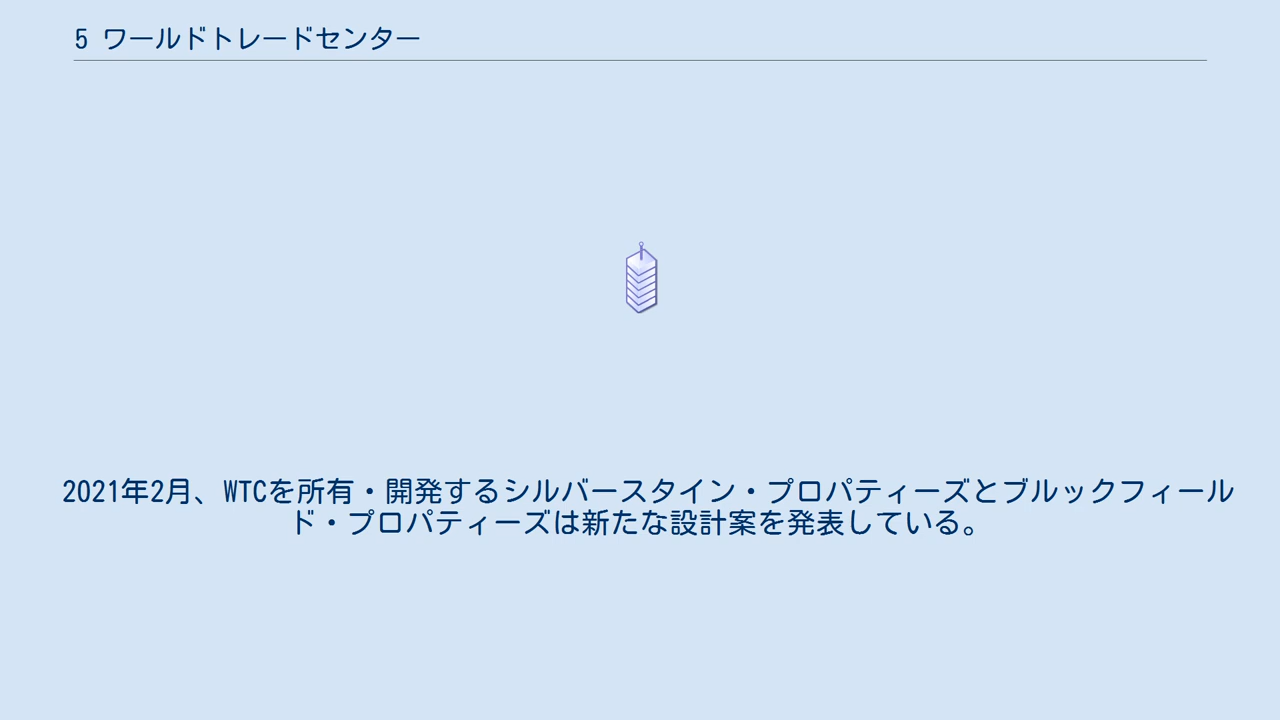 5 ワールドトレードセンター
2021年2月、WTCを所有・開発するシルバースタイン・プロパティーズとブルックフィール
ド・プロパティーズは新たな設計案を発表している。